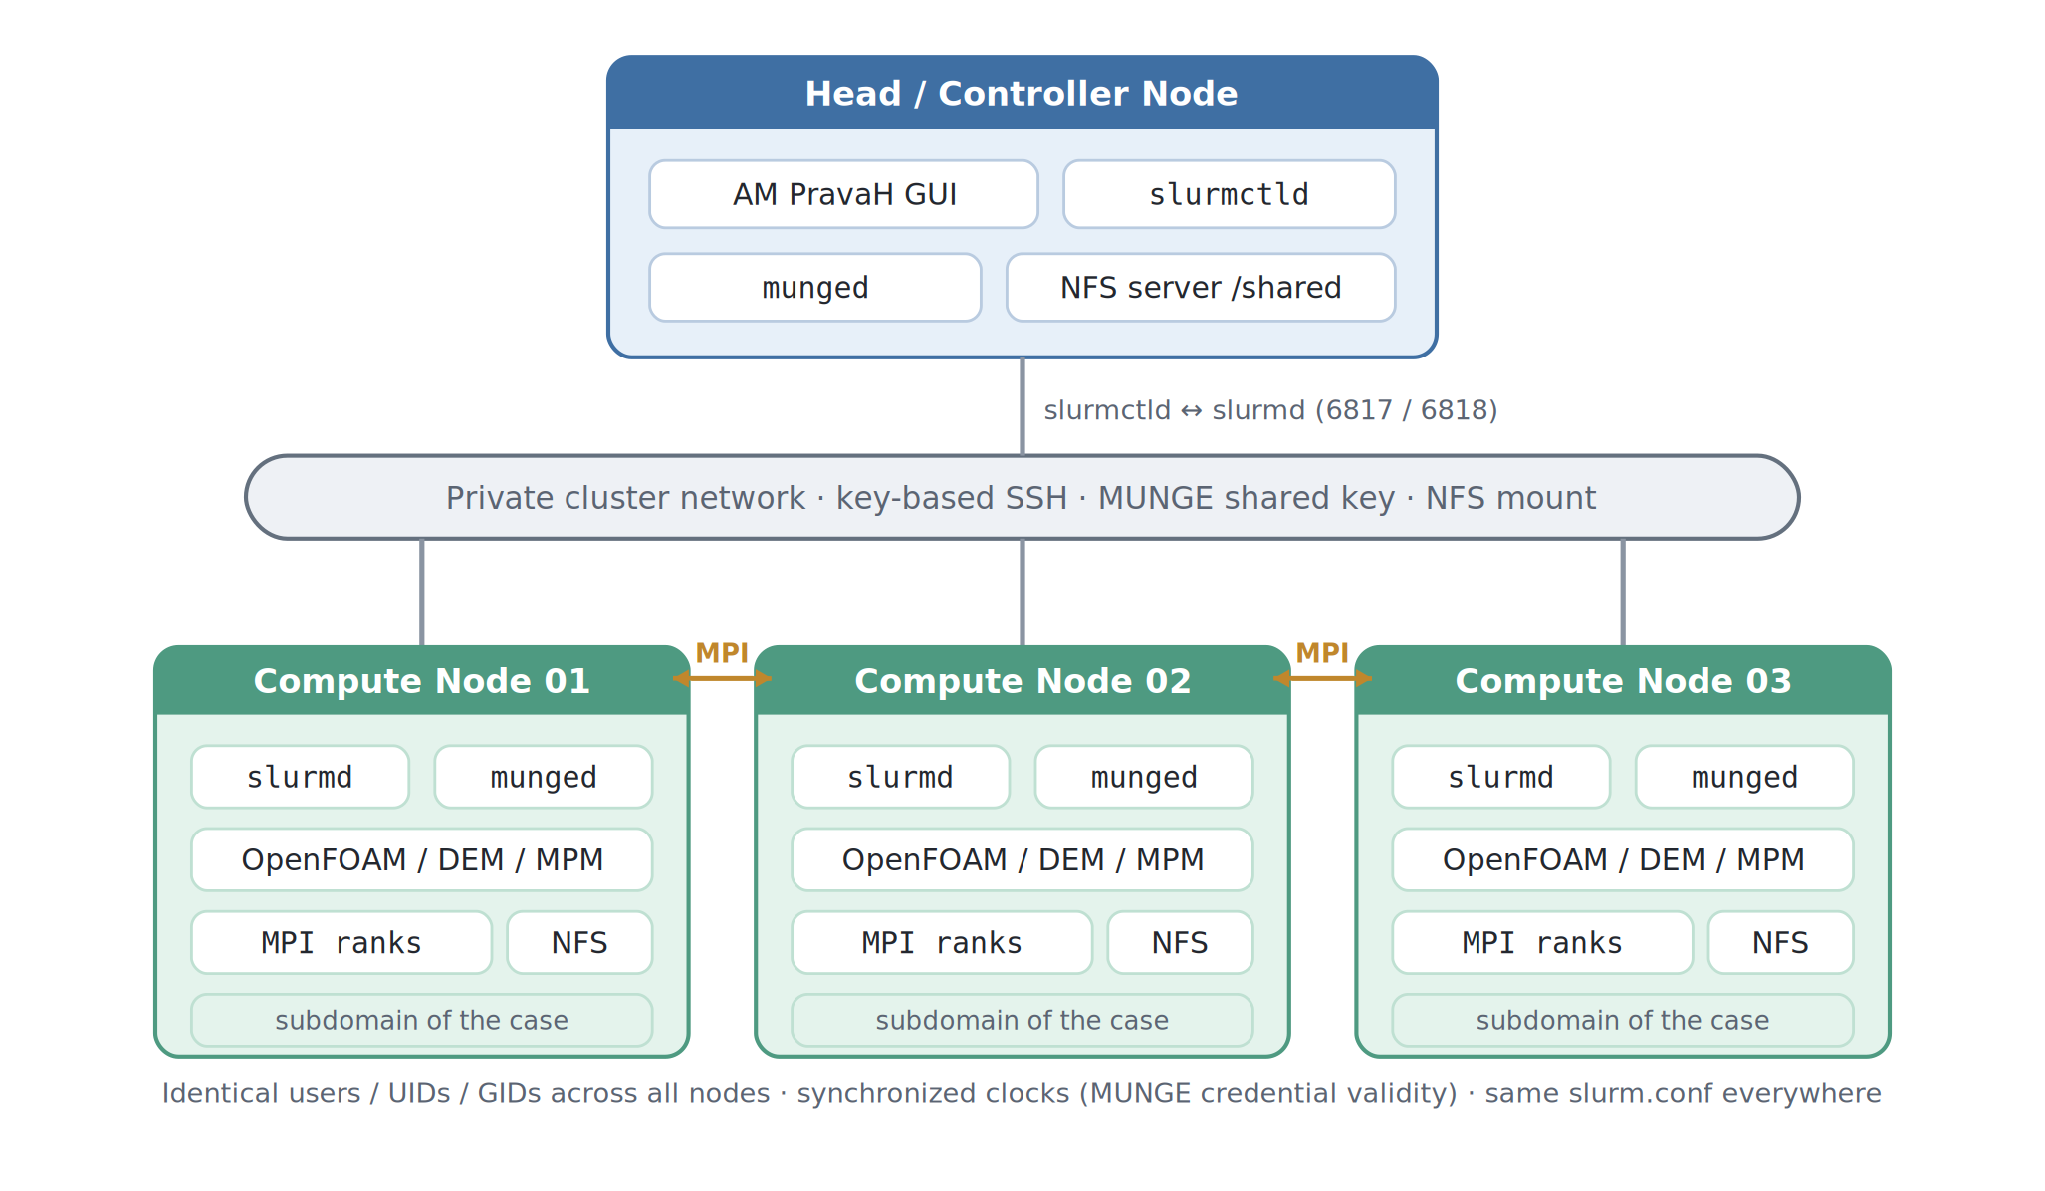 Head / Controller Node
AM PravaH GUI
slurmctld
munged
NFS server /shared
slurmctld ↔ slurmd (6817 / 6818)
Private cluster network · key-based SSH · MUNGE shared key · NFS mount
MPI
MPI
Compute Node 01
Compute Node 02
Compute Node 03
slurmd
munged
slurmd
munged
slurmd
munged
OpenFOAM / DEM / MPM
OpenFOAM / DEM / MPM
OpenFOAM / DEM / MPM
MPI ranks
NFS
MPI ranks
NFS
MPI ranks
NFS
subdomain of the case
subdomain of the case
subdomain of the case
Identical users / UIDs / GIDs across all nodes · synchronized clocks (MUNGE credential validity) · same slurm.conf everywhere